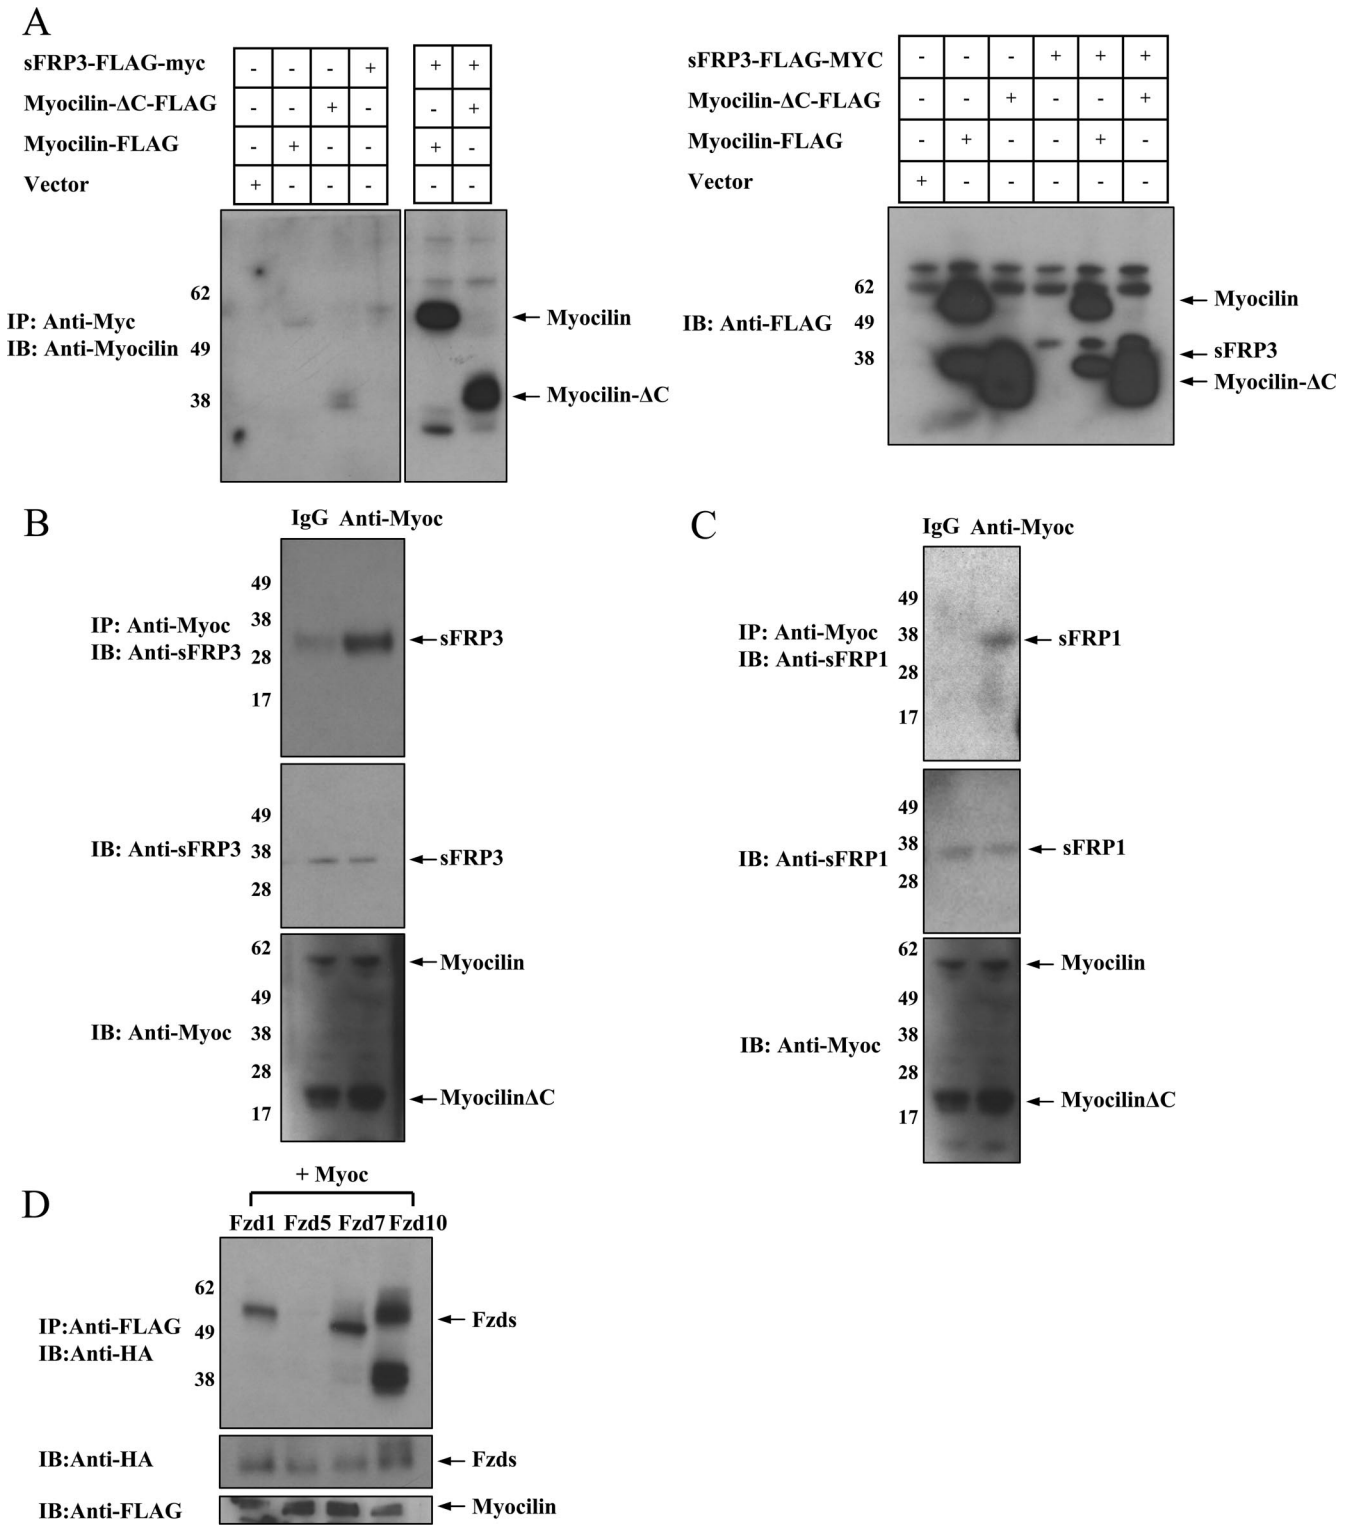 A
sFRP3-FLAG-myc - - - + + +
Myocilin-ΔC-FLAG - - + - - +
Myocilin-FLAG - + - - + -
Vector + - - - - -
62
IP: Anti-Myc
IB: Anti-Myocilin
49
38
Myocilin
Myocilin-ΔC
sFRP3-FLAG-MYC - - - + + +
Myocilin-ΔC-FLAG - - + - - +
Myocilin-FLAG - + - - + -
Vector + - - - - -
IB: Anti-FLAG
62
49
38
Myocilin
sFRP3
Myocilin-ΔC
B
IgG Anti-Myoc
IP: Anti-Myoc
IB: Anti-sFRP3
49
38
28
17
sFRP3
IB: Anti-sFRP3
49
38
28
sFRP3
IB: Anti-Myoc
62
49
38
28
17
Myocilin
MyocilinΔC
C
IgG Anti-Myoc
IP: Anti-Myoc
IB: Anti-sFRP1
49
38
28
17
sFRP1
IB: Anti-sFRP1
49
38
28
sFRP1
IB: Anti-Myoc
62
49
38
28
17
Myocilin
MyocilinΔC
D
+ Myoc
Fzd1 Fzd5 Fzd7 Fzd10
IP:Anti-FLAG
IB:Anti-HA
62
49
38
Fzds
IB:Anti-HA
Fzds
IB:Anti-FLAG
Myocilin